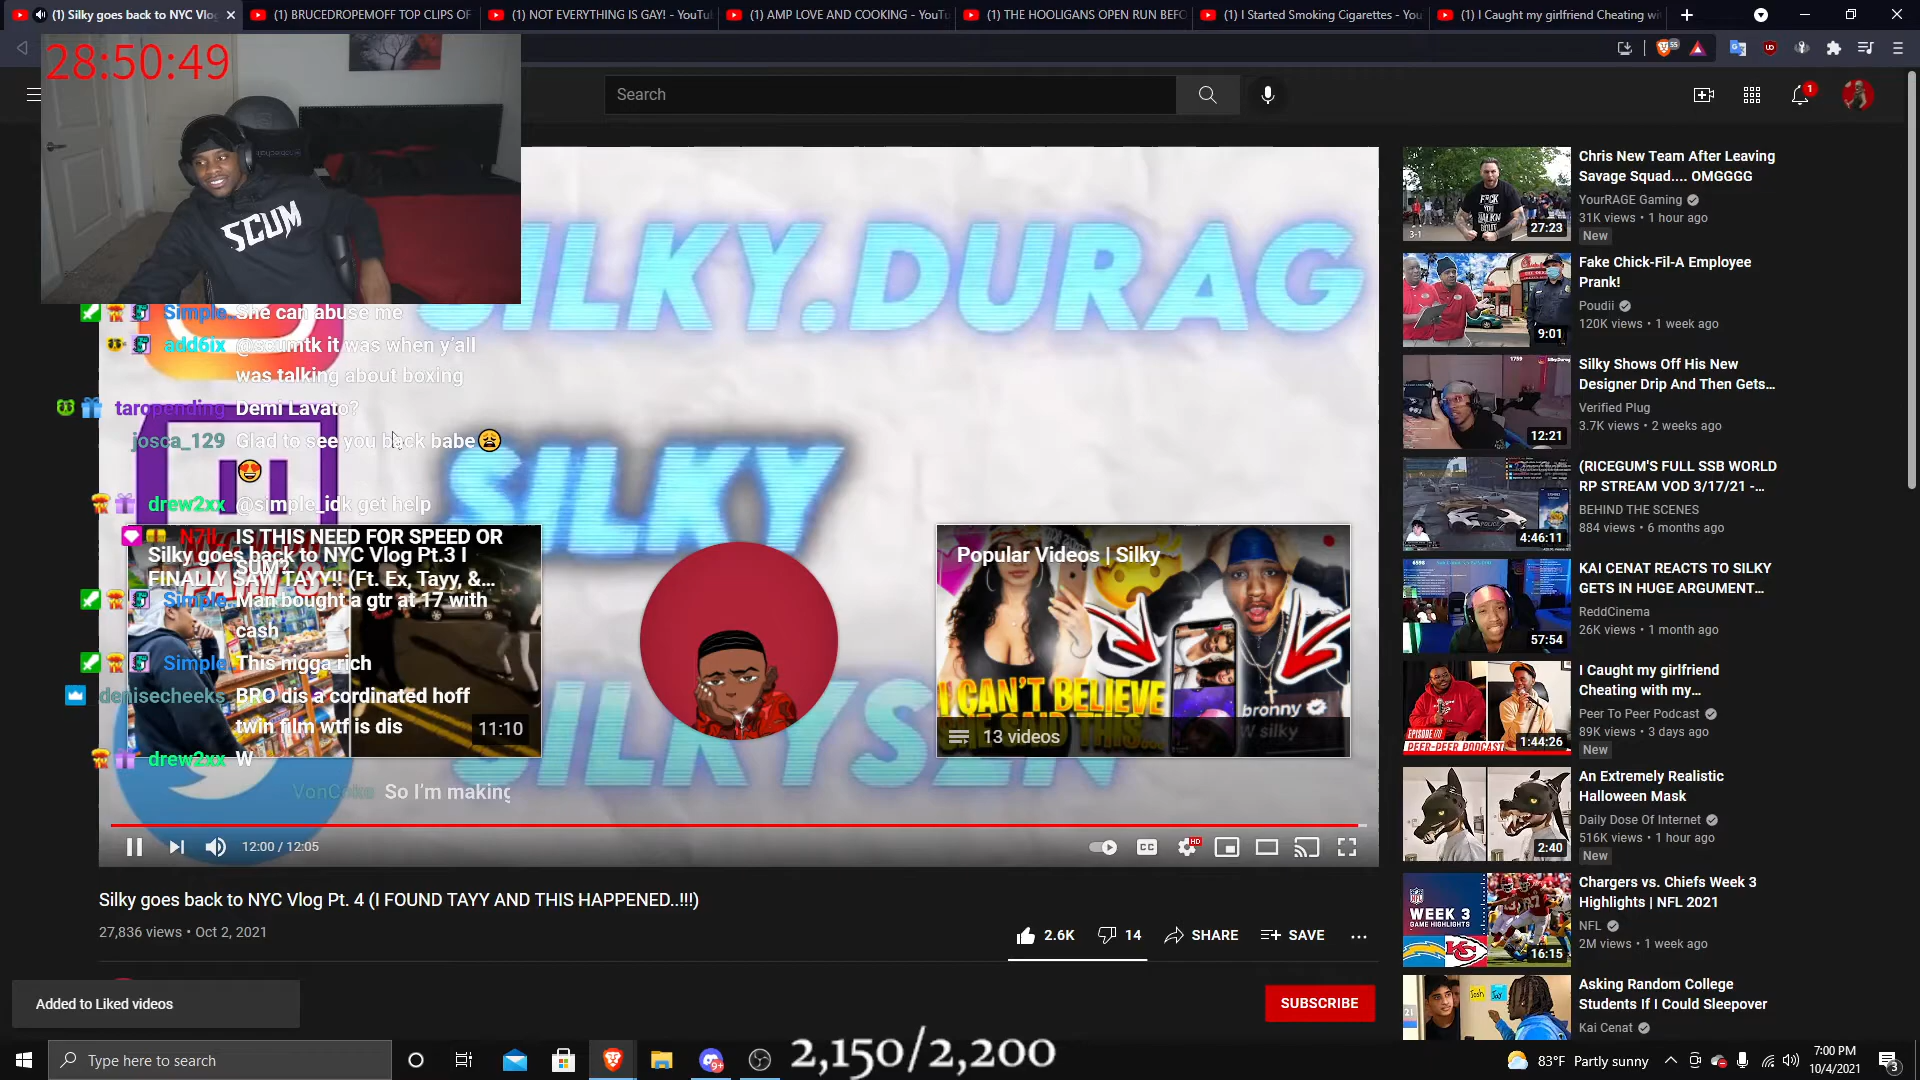 (1) Silky goes back to NYC Vlog
(1) BRUCEDROPEMOFF TOP CLIPS OF
(1) NOT EVERYTHING IS GAY! - YouTu
(1) AMP LOVE AND COOKING - YouTu
(1) THE HOOLIGANS OPEN RUN BEFO
(1) I Started Smoking Cigarettes - You
(1) I Caught my girlfriend Cheating wi
28:50:49
55
Search
1
SCUM
SILKY.DURAG
SILKY
SILKYSZN
Simple.. She can abuse me
add6ix @scumtk it was when y'all
was talking about boxing
taropending Demi Lavato?
josca_129 Glad to see you back babe😩
😍
drew2xx @simple_idk get help
IS THIS NEED FOR SPEED OR
SUM?
Silky goes back to NYC Vlog Pt.3 I
FINALLY SAW TAYY!! (Ft. Ex, Tayy, &...
Simple.. Man bought a gtr at 17 with
cash
Simple.. This nigga rich
denisecheeks BRO dis a cordinated hoff
twin film wtf is dis
11:10
drew2xx W
VonCoke So I'm making
Popular Videos | Silky
I CAN'T BELIEVE
bronny
W silky
13 videos
12:00 / 12:05
CC
HD
Silky goes back to NYC Vlog Pt. 4 (I FOUND TAYY AND THIS HAPPENED..!!!)
27,836 views • Oct 2, 2021
2.6K
14
SHARE
SAVE
Added to Liked videos
SUBSCRIBE
27:23
3-1
Chris New Team After Leaving
Savage Squad.... OMGGGG
YourRAGE Gaming
31K views • 1 hour ago
New
9:01
Fake Chick-Fil-A Employee
Prank!
Poudii
120K views • 1 week ago
12:21
Silky Shows Off His New
Designer Drip And Then Gets...
Verified Plug
3.7K views • 2 weeks ago
4:46:11
(RICEGUM'S FULL SSB WORLD
RP STREAM VOD 3/17/21 -...
BEHIND THE SCENES
884 views • 6 months ago
57:54
KAI CENAT REACTS TO SILKY
GETS IN HUGE ARGUMENT...
ReddCinema
26K views • 1 month ago
PEER-PEER PODCAST
1:44:26
I Caught my girlfriend
Cheating with my...
Peer To Peer Podcast
89K views • 3 days ago
New
2:40
An Extremely Realistic
Halloween Mask
Daily Dose Of Internet
516K views • 1 hour ago
New
NFL
WEEK 3
GAME HIGHLIGHTS
16:15
Chargers vs. Chiefs Week 3
Highlights | NFL 2021
NFL
2M views • 1 week ago
Asking Random College
Students If I Could Sleepover
Kai Cenat
Type here to search
2,150/2,200
83°F Partly sunny
7:00 PM
10/4/2021
3